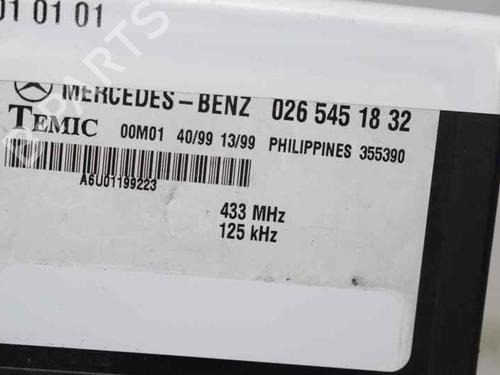 01 0 01 01
MERCEDES-BENZ 026 545 18 32
TEMIC 00M01 40/99 13/99 PHILIPPINES 355390
A6U01199223
433 MHz
125 kHz